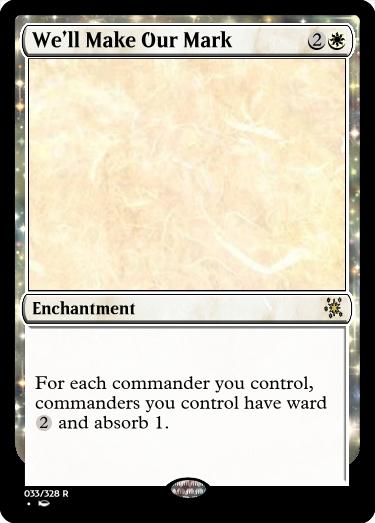 We'll Make Our Mark 2
Enchantment
For each commander you control,
commanders you control have ward
2 and absorb 1.
033/328 R